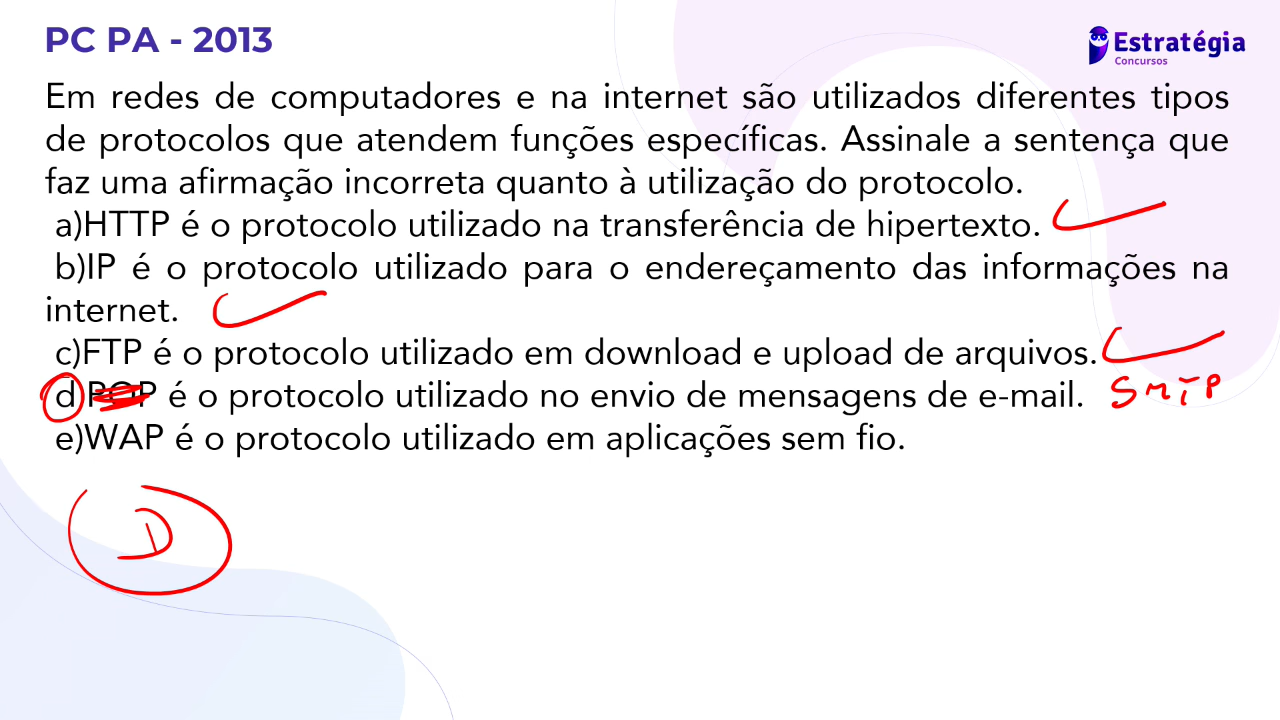 PC PA - 2013
Estratégia
Concursos
Em redes de computadores e na internet são utilizados diferentes tipos
de protocolos que atendem funções específicas. Assinale a sentença que
faz uma afirmação incorreta quanto à utilização do protocolo.
a)HTTP é o protocolo utilizado na transferência de hipertexto.
b)IP é o protocolo utilizado para o endereçamento das informações na
internet.
c)FTP é o protocolo utilizado em download e upload de arquivos.
d)POP é o protocolo utilizado no envio de mensagens de e-mail. SMTP
e)WAP é o protocolo utilizado em aplicações sem fio.
D